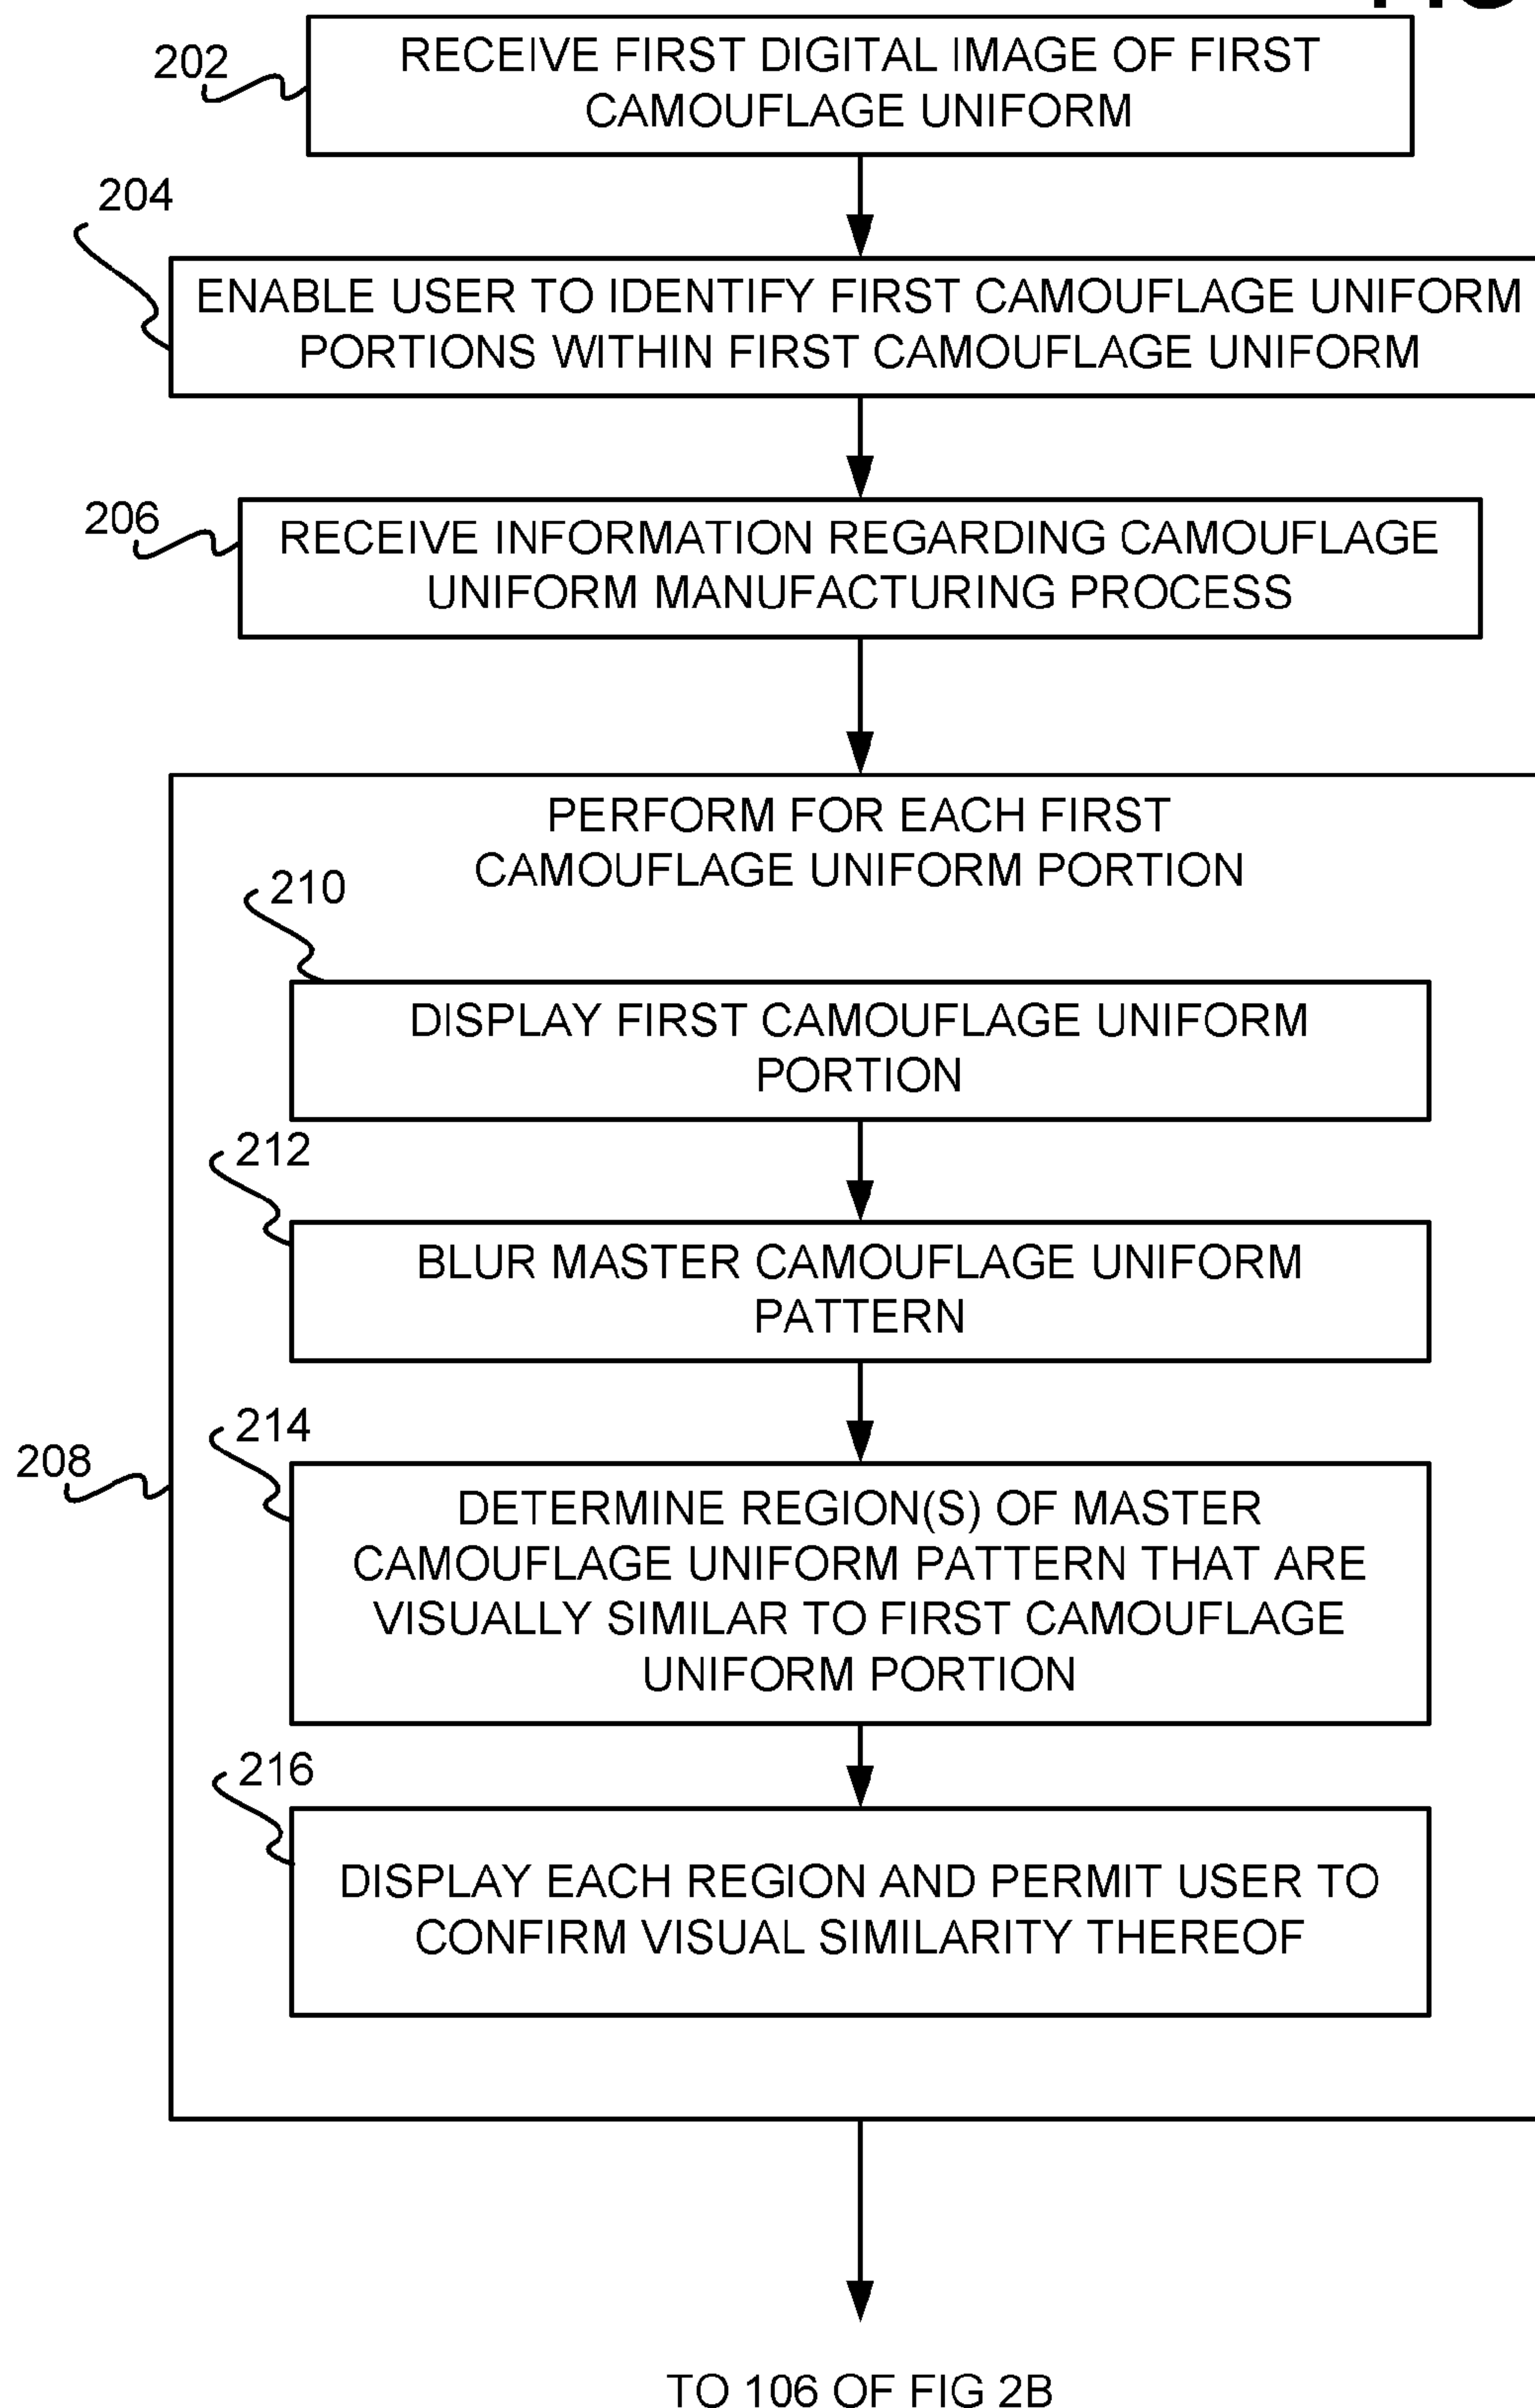 202
RECEIVE FIRST DIGITAL IMAGE OF FIRST
CAMOUFLAGE UNIFORM
204
ENABLE USER TO IDENTIFY FIRST CAMOUFLAGE UNIFORM
PORTIONS WITHIN FIRST CAMOUFLAGE UNIFORM
206
RECEIVE INFORMATION REGARDING CAMOUFLAGE
UNIFORM MANUFACTURING PROCESS
PERFORM FOR EACH FIRST
CAMOUFLAGE UNIFORM PORTION
210
DISPLAY FIRST CAMOUFLAGE UNIFORM
PORTION
212
BLUR MASTER CAMOUFLAGE UNIFORM
PATTERN
214
208
DETERMINE REGION(S) OF MASTER
CAMOUFLAGE UNIFORM PATTERN THAT ARE
VISUALLY SIMILAR TO FIRST CAMOUFLAGE
UNIFORM PORTION
216
DISPLAY EACH REGION AND PERMIT USER TO
CONFIRM VISUAL SIMILARITY THEREOF
TO 106 OF FIG 2B